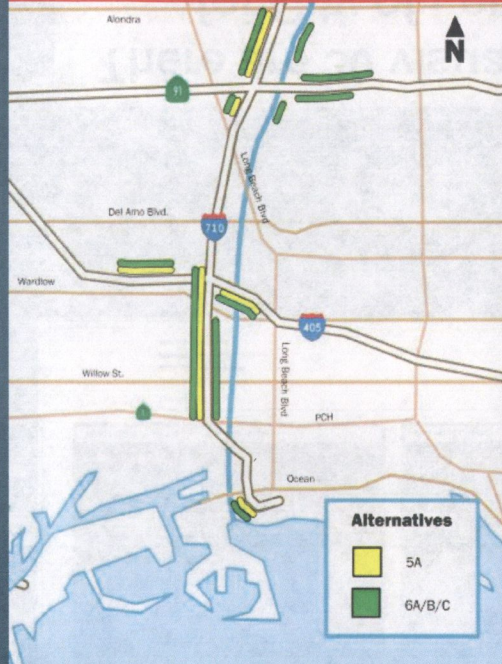 Alondra
N
91
Long Beach Blvd
Del Amo Blvd.
710
Wardlow
405
Willow St.
Long Beach Blvd
1
PCH
Ocean
Alternatives
5A
6A/B/C